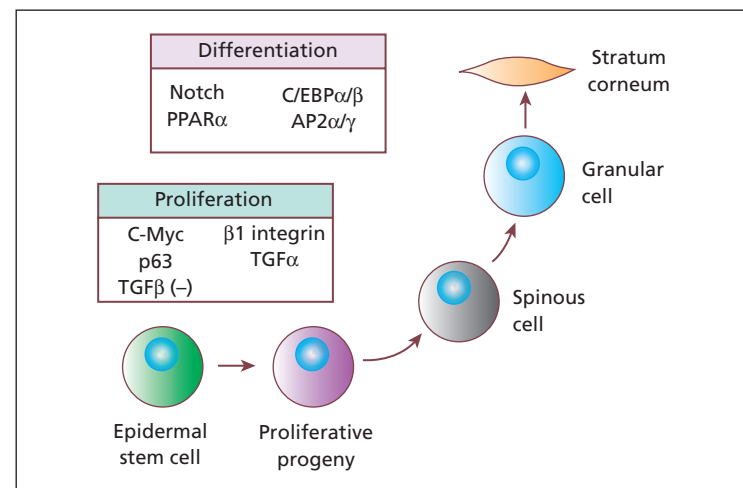 Differentiation
Notch C/EBPα/β
PPARα AP2α/γ
Stratum
corneum
Granular
cell
Proliferation
C-Myc β1 integrin
p63 TGFα
TGFβ (–)
Spinous
cell
Epidermal
stem cell
Proliferative
progeny